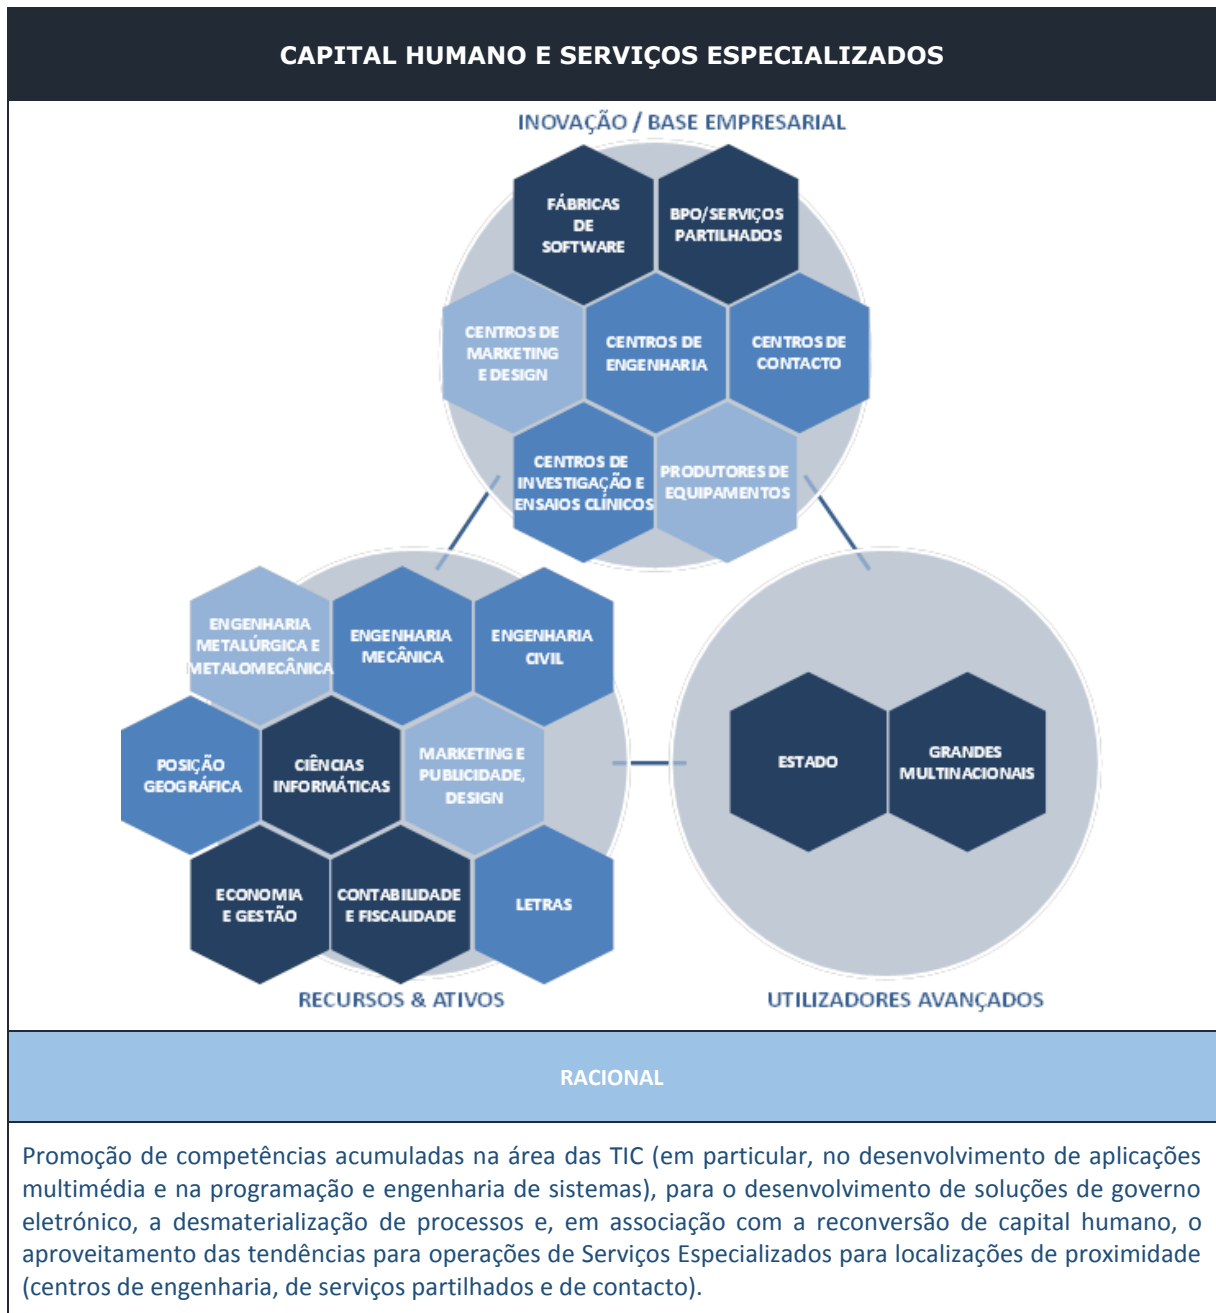 CAPITAL HUMANO E SERVIÇOS ESPECIALIZADOS
INOVAÇÃO / BASE EMPRESARIAL
FÁBRICAS
DE
SOFTWARE
BPO/SERVIÇOS
PARTILHADOS
CENTROS DE
MARKETING
E DESIGN
CENTROS DE
ENGENHARIA
CENTROS DE
CONTACTO
CENTROS DE
INVESTIGAÇÃO E
ENSAIOS CLÍNICOS
PRODUTORES DE
EQUIPAMENTOS
ENGENHARIA
METALÚRGICA E
METALOMECÂNICA
ENGENHARIA
MECÂNICA
ENGENHARIA
CIVIL
POSIÇÃO
GEOGRÁFICA
CIÊNCIAS
INFORMÁTICAS
MARKETING E
PUBLICIDADE,
DESIGN
ECONOMIA
E GESTÃO
CONTABILIDADE
E FISCALIDADE
LETRAS
RECURSOS & ATIVOS
ESTADO
GRANDES
MULTINACIONAIS
UTILIZADORES AVANÇADOS
RACIONAL
Promoção de competências acumuladas na área das TIC (em particular, no desenvolvimento de aplicações
multimédia e na programação e engenharia de sistemas), para o desenvolvimento de soluções de governo
eletrónico, a desmaterialização de processos e, em associação com a reconversão de capital humano, o
aproveitamento das tendências para operações de Serviços Especializados para localizações de proximidade
(centros de engenharia, de serviços partilhados e de contacto).